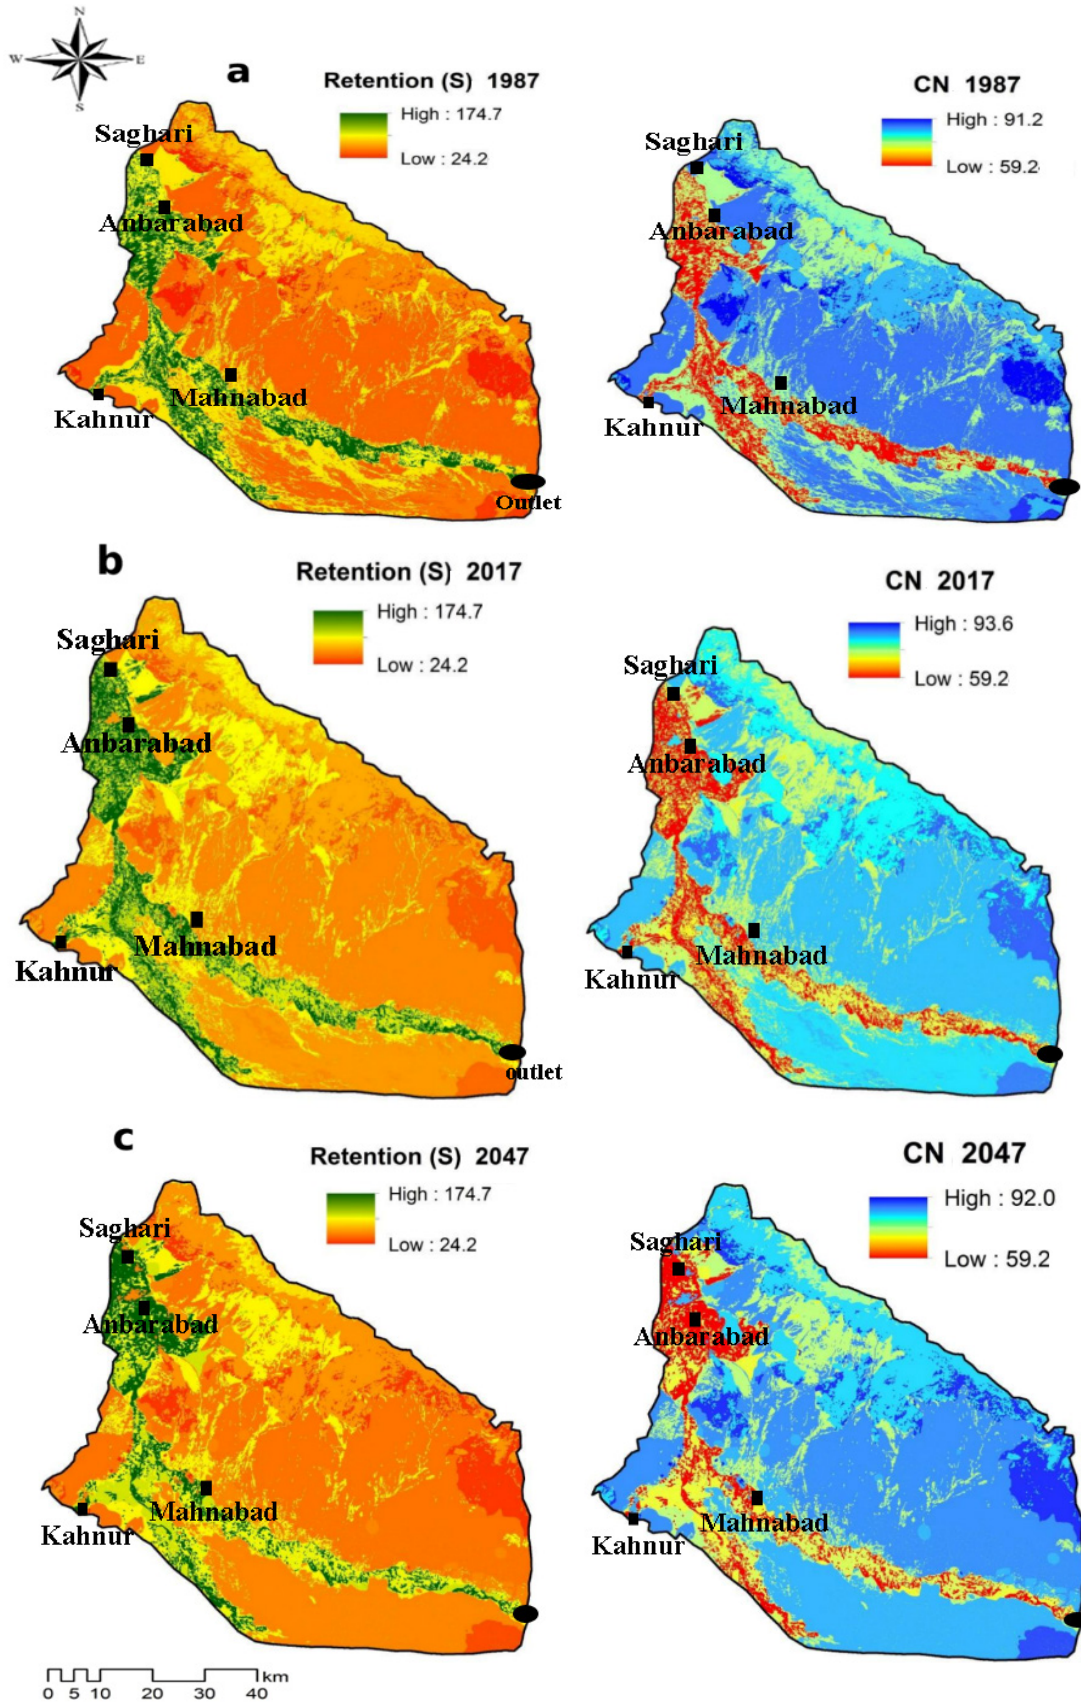 N
W E
S
a
Retention (S) 1987
High : 174.7
Low : 24.2
Saghari
Anbarabad
Mahnabad
Kahnur
Outlet
CN 1987
High : 91.2
Low : 59.2
Saghari
Anbarabad
Mahnabad
Kahnur
b
Retention (S) 2017
High : 174.7
Low : 24.2
Saghari
Anbarabad
Mahnabad
Kahnur
outlet
CN 2017
High : 93.6
Low : 59.2
Saghari
Anbarabad
Mahnabad
Kahnur
c
Retention (S) 2047
High : 174.7
Low : 24.2
Saghari
Anbarabad
Mahnabad
Kahnur
CN 2047
High : 92.0
Low : 59.2
Saghari
Anbarabad
Mahnabad
Kahnur
km
0 5 10 20 30 40